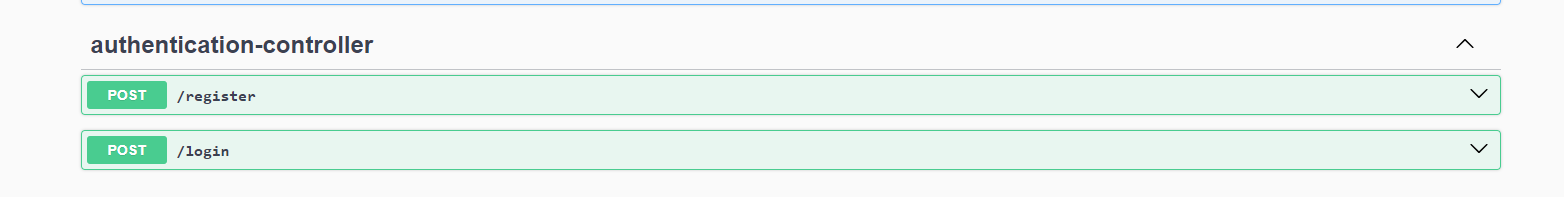 authentication-controller
POST /register
POST /login